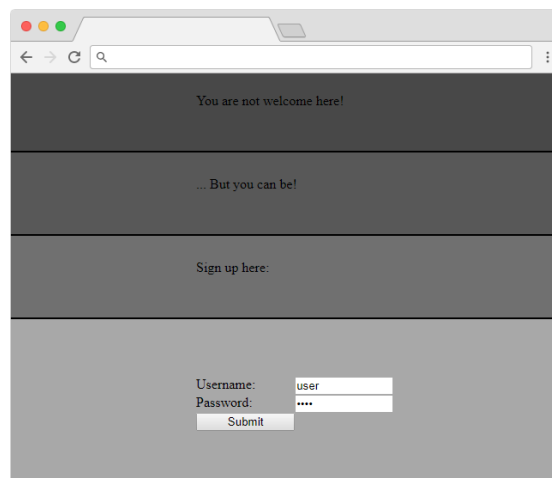 You are not welcome here!
... But you can be!
Sign up here:
Username: user
Password: ••••
Submit